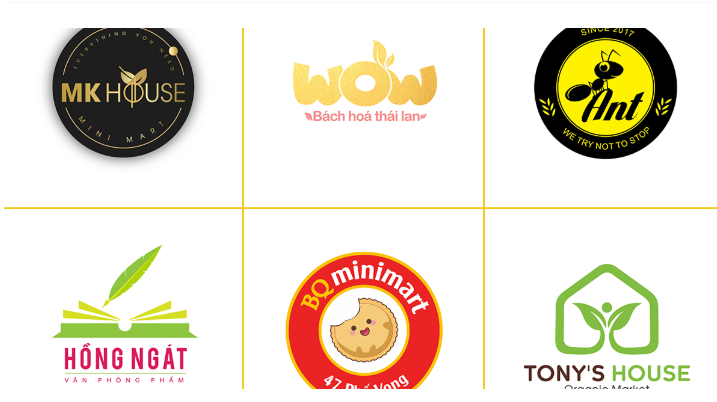 EVERYTHING YOU NEED
MK HOUSE
MINI MART
WOW
Bách hoá thái lan
SINCE 2017
Ant
WE TRY NOT TO STOP
HỒNG NGÁT
VĂN PHÒNG PHẨM
BQ minimart
47 Phố Vọng
TONY'S HOUSE
Organic Market